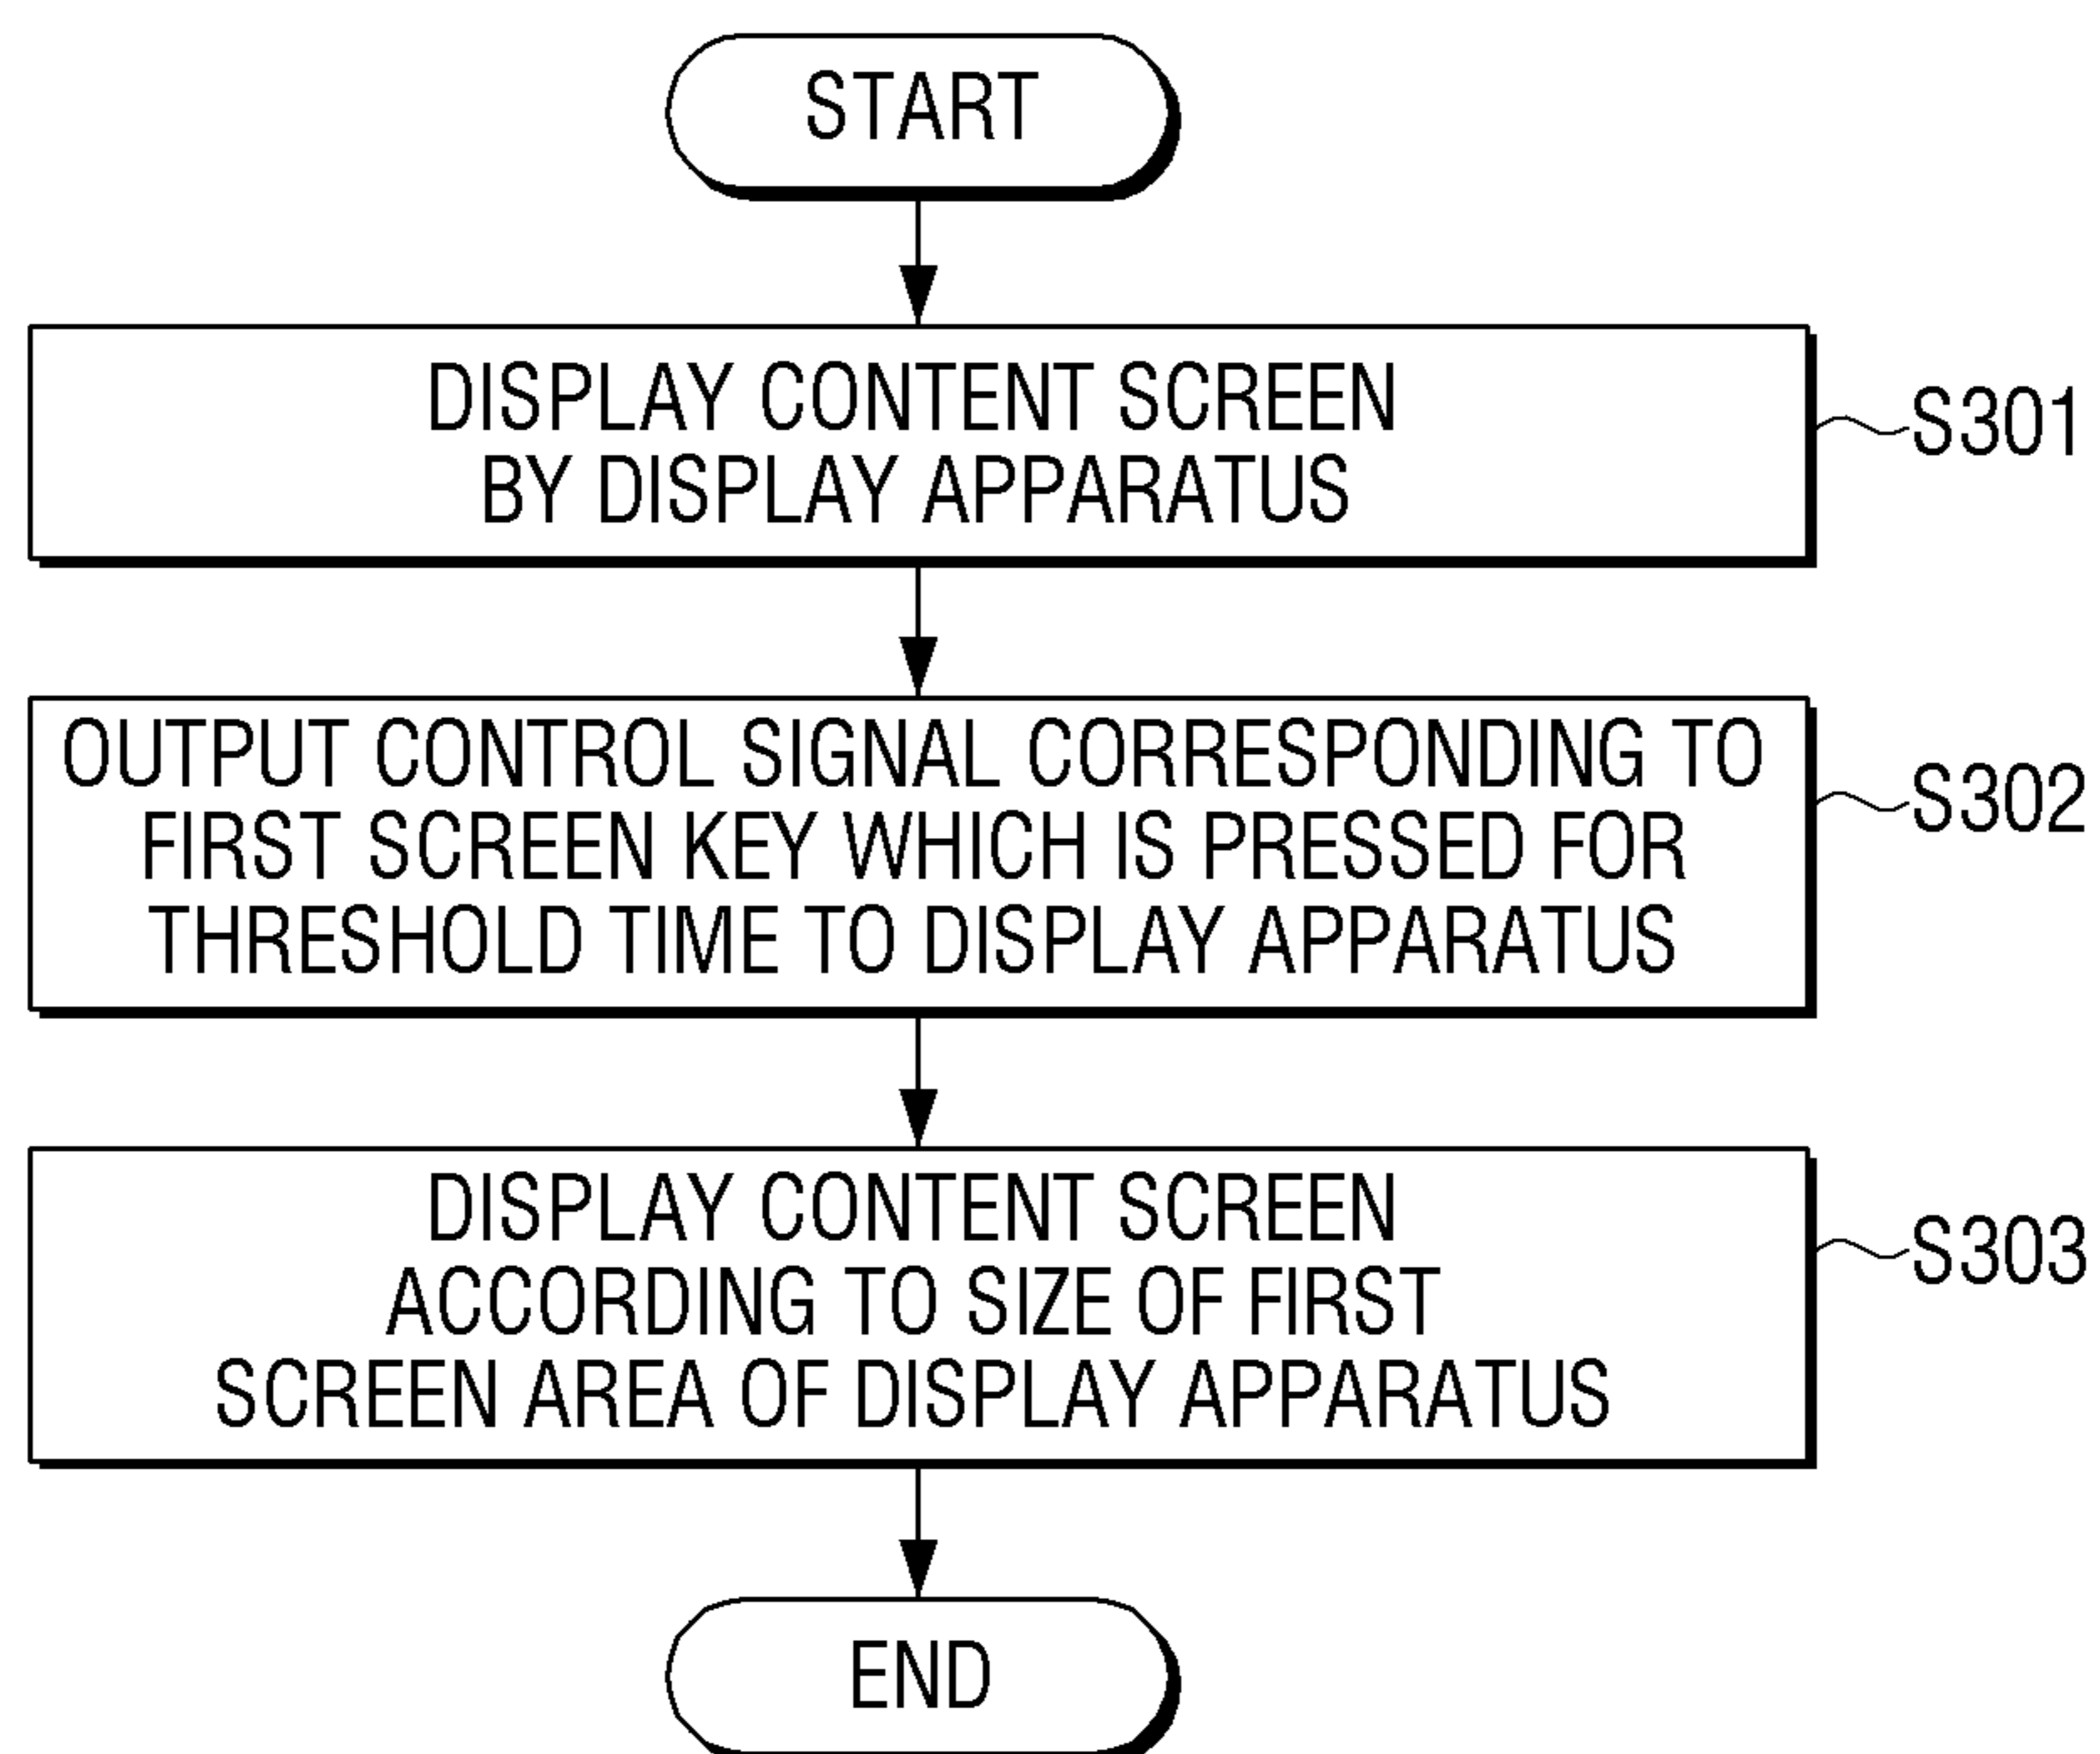 START
DISPLAY CONTENT SCREEN
BY DISPLAY APPARATUS
S301
OUTPUT CONTROL SIGNAL CORRESPONDING TO
FIRST SCREEN KEY WHICH IS PRESSED FOR
THRESHOLD TIME TO DISPLAY APPARATUS
S302
DISPLAY CONTENT SCREEN
ACCORDING TO SIZE OF FIRST
SCREEN AREA OF DISPLAY APPARATUS
S303
END